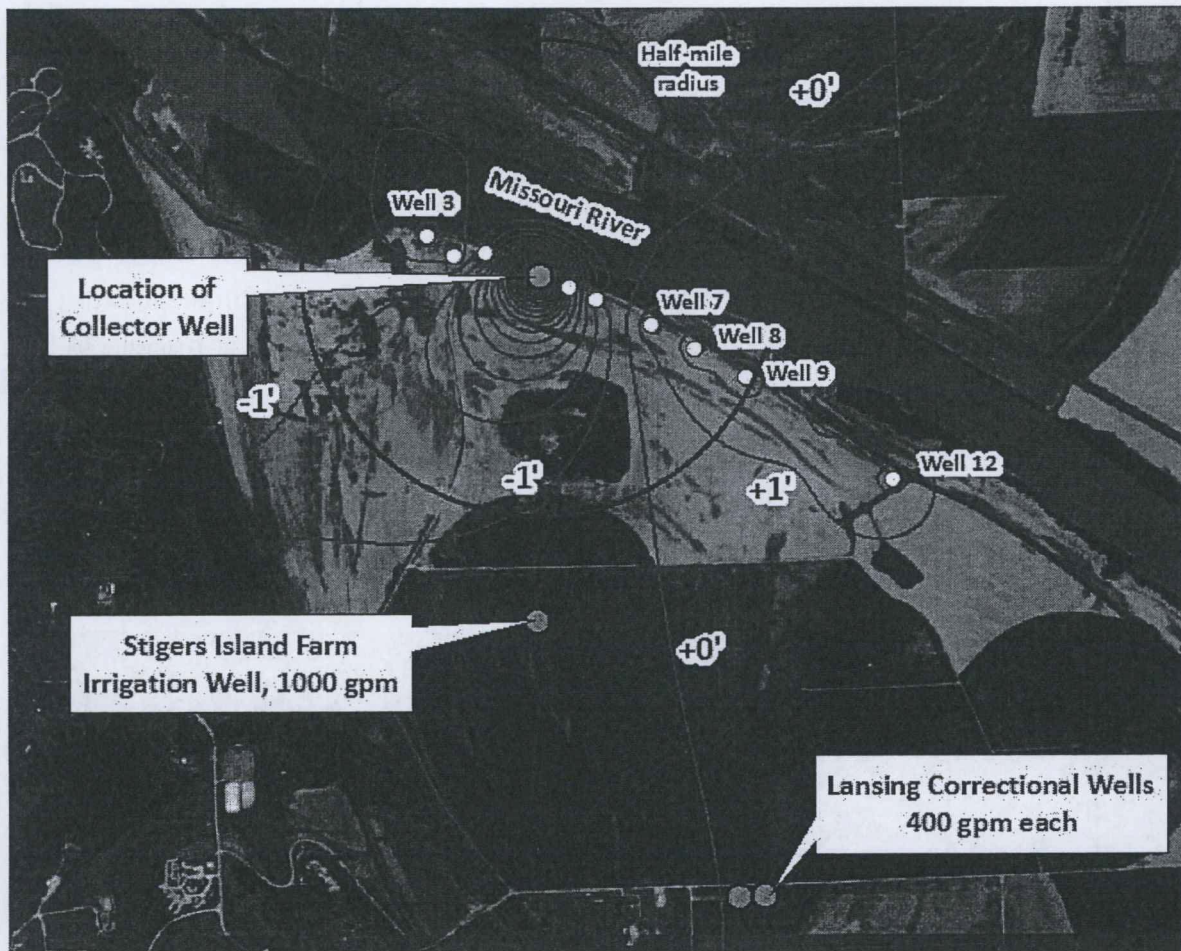 Half-mile
radius
+0'
Missouri River
Well 3
Location of
Collector Well
Well 7
Well 8
Well 9
-1'
-1'
+1'
Well 12
Stigers Island Farm
Irrigation Well, 1000 gpm
+0'
Lansing Correctional Wells
400 gpm each